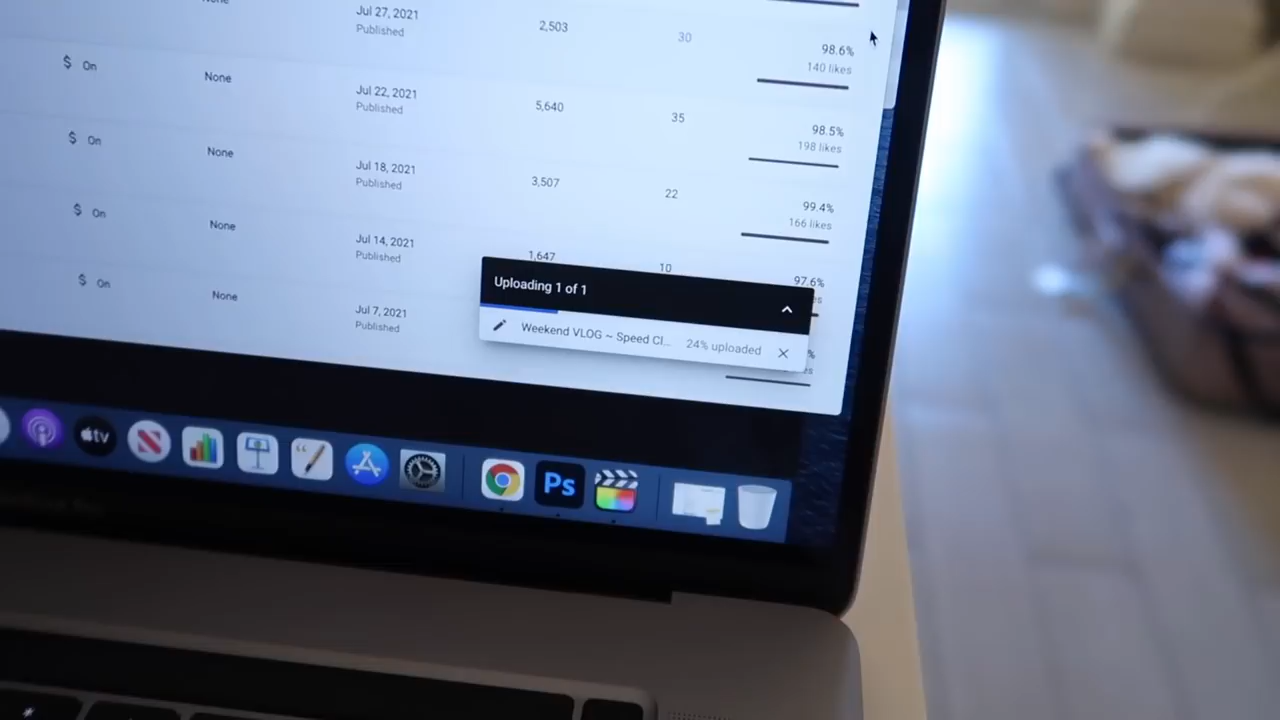 Jul 27, 2021
Published
2,503
30
98.6%
140 likes
$ On
None
Jul 22, 2021
Published
5,640
35
98.5%
198 likes
$ On
None
Jul 18, 2021
Published
3,507
22
99.4%
166 likes
$ On
None
Jul 14, 2021
Published
1,647
10
97.6%
$ On
None
Jul 7, 2021
Published
Uploading 1 of 1
Weekend VLOG ~ Speed Cl... 24% uploaded
tv
Ps